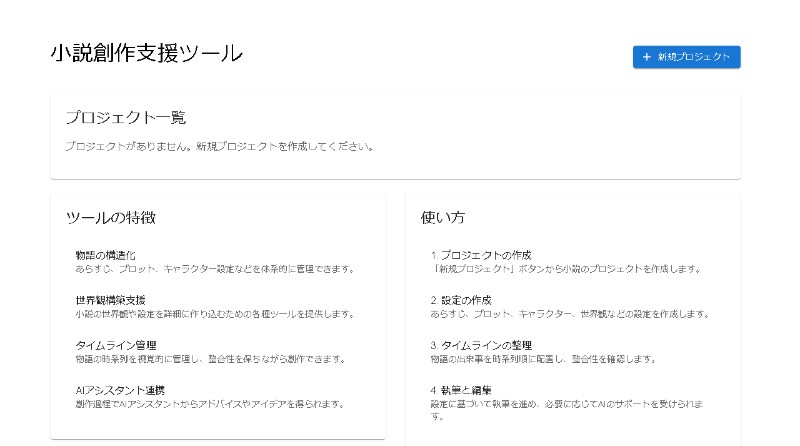 小説創作支援ツール
+ 新規プロジェクト
プロジェクト一覧
プロジェクトがありません。新規プロジェクトを作成してください。
ツールの特徴
物語の構造化
あらすじ、プロット、キャラクター設定などを体系的に管理できます。
世界観構築支援
小説の世界観や設定を詳細に作り込むための各種ツールを提供します。
タイムライン管理
物語の時系列を視覚的に管理し、整合性を保ちながら創作できます。
AIアシスタント連携
創作過程でAIアシスタントからアドバイスやアイデアを得られます。
使い方
1. プロジェクトの作成
「新規プロジェクト」ボタンから小説のプロジェクトを作成します。
2. 設定の作成
あらすじ、プロット、キャラクター、世界観などの設定を作成します。
3. タイムラインの整理
物語の出来事を時系列順に配置し、整合性を確認します。
4. 執筆と編集
設定に基づいて執筆を進め、必要に応じてAIのサポートを受けられま
す。